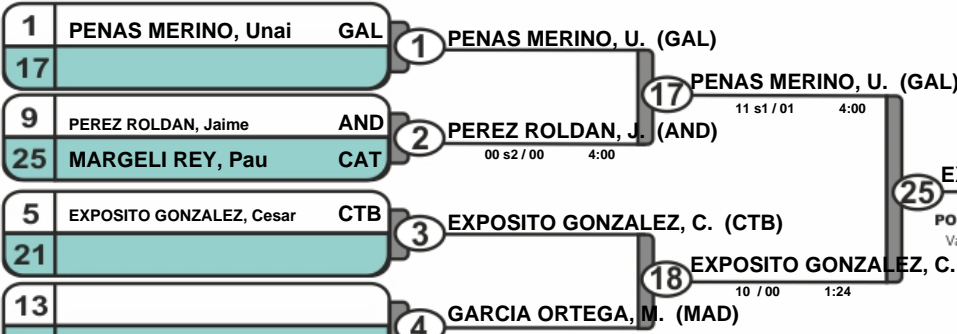 1 PENAS MERINO, Unai GAL
17
1 PENAS MERINO, U. (GAL)
9 PEREZ ROLDAN, Jaime AND
25 MARGELI REY, Pau CAT
2 PEREZ ROLDAN, J. (AND)
00 s2 / 00 4:00
17 PENAS MERINO, U. (GAL)
11 s1 / 01 4:00
5 EXPOSITO GONZALEZ, Cesar CTB
21
3 EXPOSITO GONZALEZ, C. (CTB)
13
4 GARCIA ORTEGA, M. (MAD)
18 EXPOSITO GONZALEZ, C.
10 / 00 1:24
25